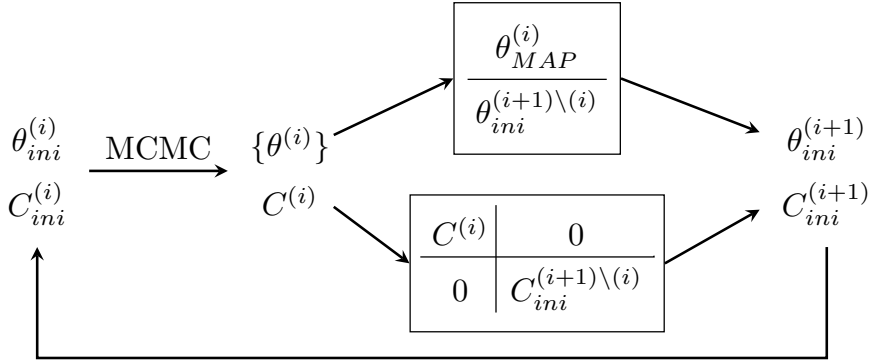 θ_{MAP}^{(i)}
θ_{ini}^{(i+1)\(i)}
θ_{ini}^{(i)} MCMC {θ^{(i)}} θ_{ini}^{(i+1)}
C_{ini}^{(i)} C^{(i)} C_{ini}^{(i+1)}
C^{(i)} 0
0 C_{ini}^{(i+1)\(i)}